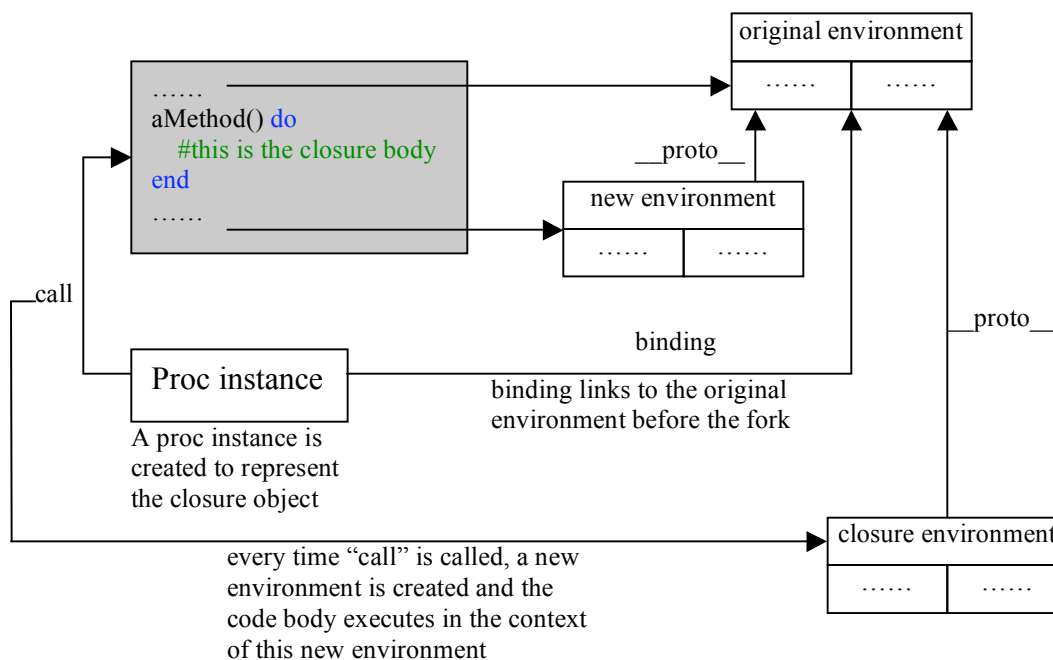 original environment
…… ……
……
aMethod() do
#this is the closure body
end
……
__proto__
new environment
…… ……
__call
__proto__
binding
Proc instance
binding links to the original
environment before the fork
A proc instance is
created to represent
the closure object
closure environment
…… ……
every time “call” is called, a new
environment is created and the
code body executes in the context
of this new environment